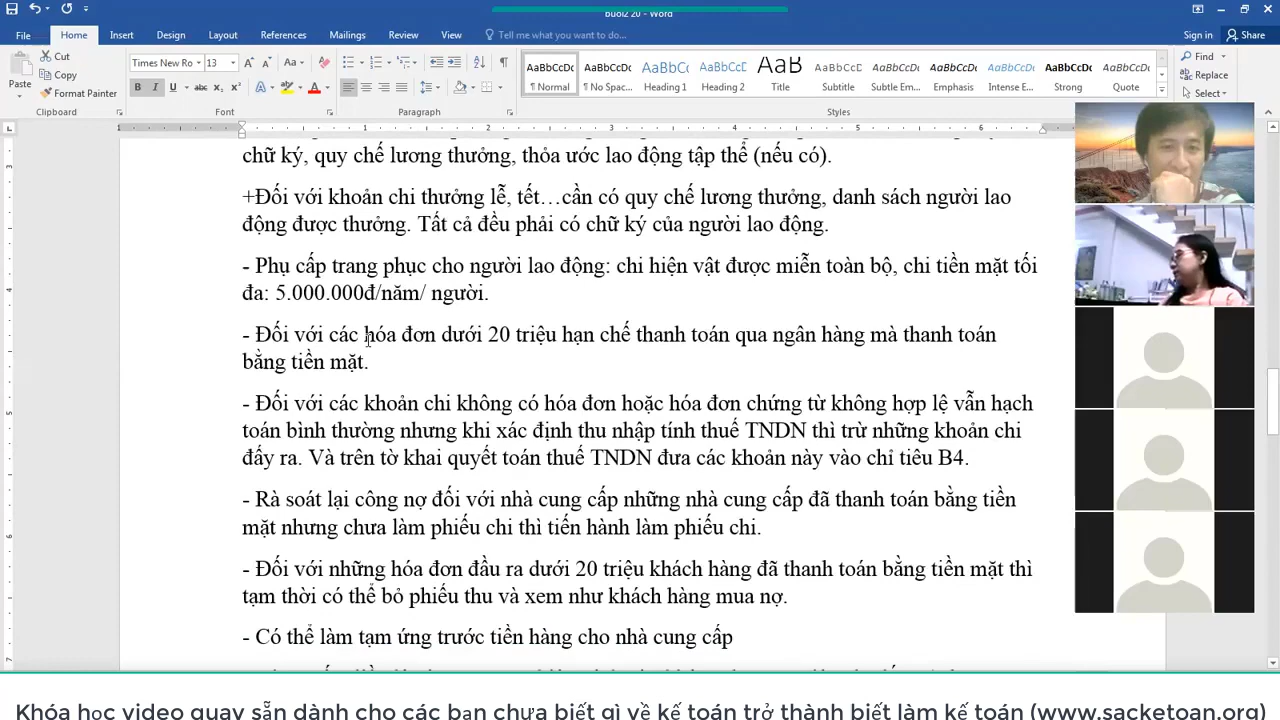 buoi2 20 - Word
File Home Insert Design Layout References Mailings Review View Tell me what you want to do... Sign in Share
Cut
Copy
Format Painter
Paste
Times New Ro 13
Clipboard Font Paragraph Styles
AaBbCcDc AaBbCcDc AaBbCc AaBbCcC AaB AaBbCcC AaBbCcDc AaBbCcDc AaBbCcDc AaBbCcDc AaBbCcDc
¶ Normal ¶ No Spac... Heading 1 Heading 2 Title Subtitle Subtle Em... Emphasis Intense E... Strong Quote
Find
Replace
Select
chữ ký, quy chế lương thưởng, thỏa ước lao động tập thể (nếu có).
+Đối với khoản chi thưởng lễ, tết…cần có quy chế lương thưởng, danh sách người lao
động được thưởng. Tất cả đều phải có chữ ký của người lao động.
- Phụ cấp trang phục cho người lao động: chi hiện vật được miễn toàn bộ, chi tiền mặt tối
đa: 5.000.000đ/năm/ người.
- Đối với các hóa đơn dưới 20 triệu hạn chế thanh toán qua ngân hàng mà thanh toán
bằng tiền mặt.
- Đối với các khoản chi không có hóa đơn hoặc hóa đơn chứng từ không hợp lệ vẫn hạch
toán bình thường nhưng khi xác định thu nhập tính thuế TNDN thì trừ những khoản chi
đấy ra. Và trên tờ khai quyết toán thuế TNDN đưa các khoản này vào chỉ tiêu B4.
- Rà soát lại công nợ đối với nhà cung cấp những nhà cung cấp đã thanh toán bằng tiền
mặt nhưng chưa làm phiếu chi thì tiến hành làm phiếu chi.
- Đối với những hóa đơn đầu ra dưới 20 triệu khách hàng đã thanh toán bằng tiền mặt thì
tạm thời có thể bỏ phiếu thu và xem như khách hàng mua nợ.
- Có thể làm tạm ứng trước tiền hàng cho nhà cung cấp
Khóa học video quay sẵn dành cho các bạn chưa biết gì về kế toán trở thành biết làm kế toán (www.sacketoan.org)